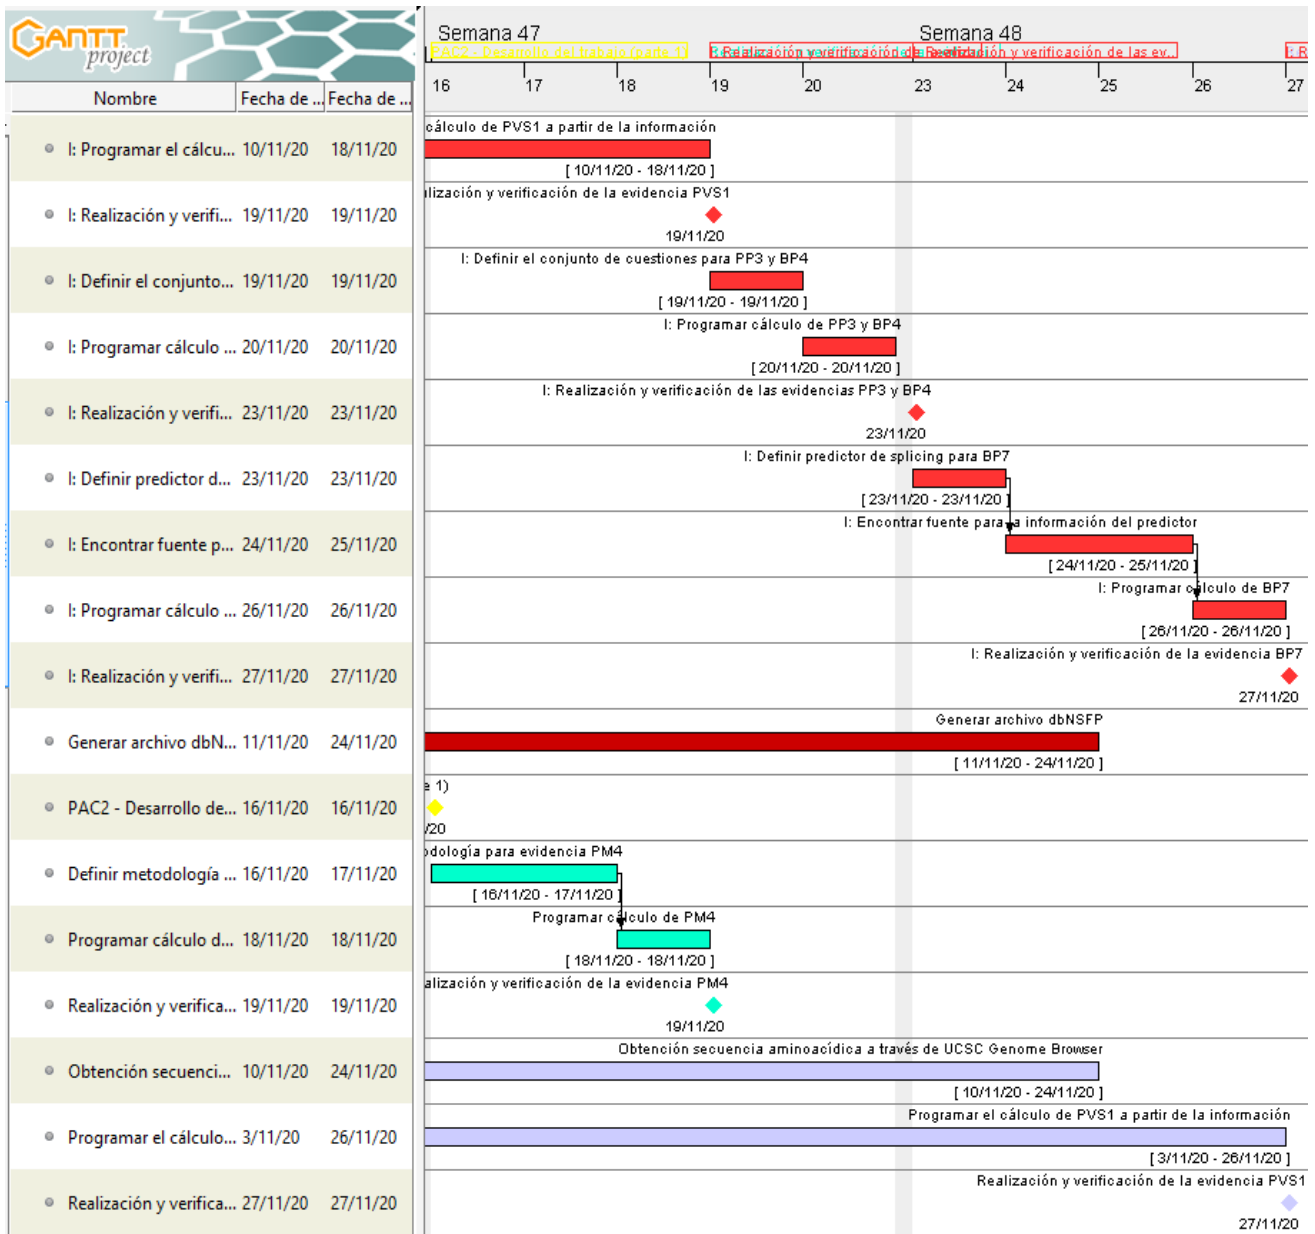 GANTT
project
Nombre
Fecha de ...
Fecha de ...
Semana 47
Semana 48
PAC2 - Desarrollo del trabajo (parte 1)
16 17 18 19 20 23 24 25 26 27
I: Programar el cálcu... 10/11/20 18/11/20
cálculo de PVS1 a partir de la información
[ 10/11/20 - 18/11/20 ]
I: Realización y verifi... 19/11/20 19/11/20
lización y verificación de la evidencia PVS1
19/11/20
I: Definir el conjunto... 19/11/20 19/11/20
I: Definir el conjunto de cuestiones para PP3 y BP4
[ 19/11/20 - 19/11/20 ]
I: Programar cálculo ... 20/11/20 20/11/20
I: Programar cálculo de PP3 y BP4
[ 20/11/20 - 20/11/20 ]
I: Realización y verifi... 23/11/20 23/11/20
I: Realización y verificación de las evidencias PP3 y BP4
23/11/20
I: Definir predictor d... 23/11/20 23/11/20
I: Definir predictor de splicing para BP7
[ 23/11/20 - 23/11/20 ]
I: Encontrar fuente p... 24/11/20 25/11/20
I: Encontrar fuente para la información del predictor
[ 24/11/20 - 25/11/20 ]
I: Programar cálculo ... 26/11/20 26/11/20
I: Programar cálculo de BP7
[ 26/11/20 - 26/11/20 ]
I: Realización y verifi... 27/11/20 27/11/20
I: Realización y verificación de la evidencia BP7
27/11/20
Generar archivo dbN... 11/11/20 24/11/20
Generar archivo dbNSFP
[ 11/11/20 - 24/11/20 ]
PAC2 - Desarrollo de... 16/11/20 16/11/20
e 1)
/20
Definir metodología ... 16/11/20 17/11/20
odología para evidencia PM4
[ 16/11/20 - 17/11/20 ]
Programar cálculo d... 18/11/20 18/11/20
Programar cálculo de PM4
[ 18/11/20 - 18/11/20 ]
Realización y verifica... 19/11/20 19/11/20
alización y verificación de la evidencia PM4
19/11/20
Obtención secuenci... 10/11/20 24/11/20
Obtención secuencia aminoacídica a través de UCSC Genome Browser
[ 10/11/20 - 24/11/20 ]
Programar el cálculo... 3/11/20 26/11/20
Programar el cálculo de PVS1 a partir de la información
[ 3/11/20 - 26/11/20 ]
Realización y verifica... 27/11/20 27/11/20
Realización y verificación de la evidencia PVS1
27/11/20